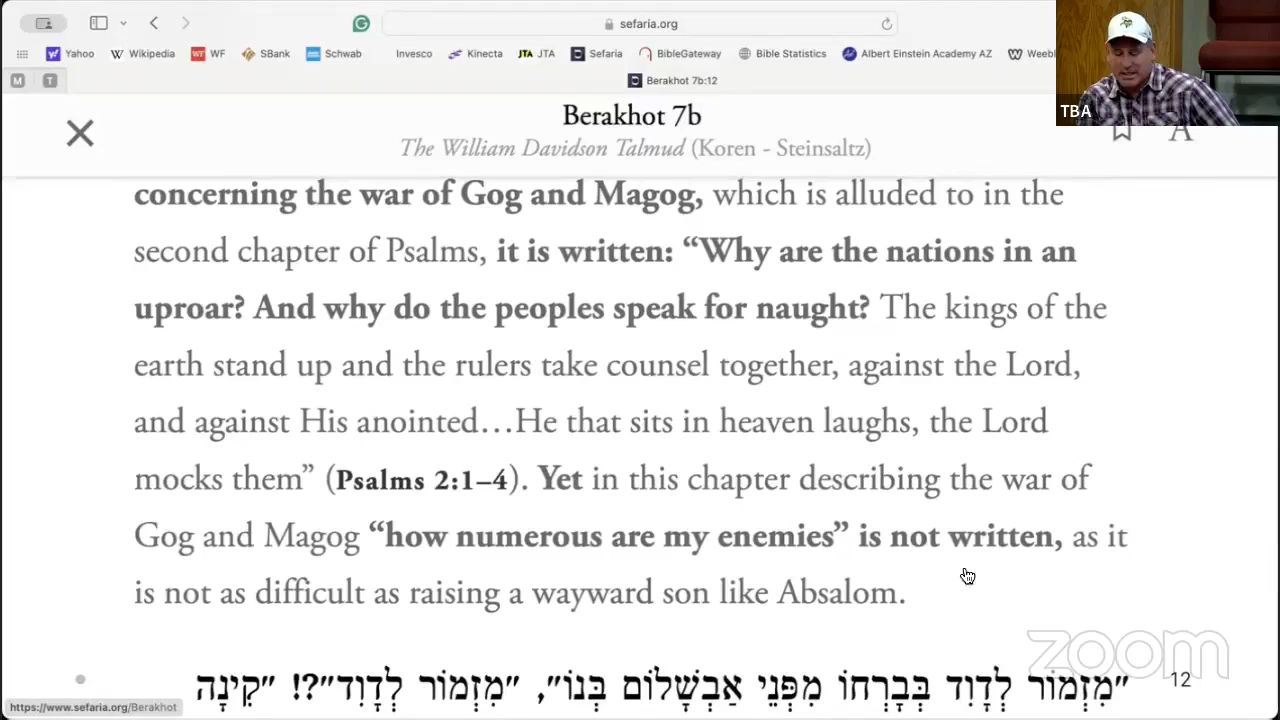 sefaria.org
Yahoo Wikipedia WF WF SBank Schwab Invesco Kinecta JTA JTA Sefaria BibleGateway Bible Statistics Albert Einstein Academy AZ Weebl
M T Berakhot 7b:12
TBA
Berakhot 7b
A
The William Davidson Talmud (Koren - Steinsaltz)
concerning the war of Gog and Magog, which is alluded to in the
second chapter of Psalms, it is written: “Why are the nations in an
uproar? And why do the peoples speak for naught? The kings of the
earth stand up and the rulers take counsel together, against the Lord,
and against His anointed…He that sits in heaven laughs, the Lord
mocks them” (Psalms 2:1–4). Yet in this chapter describing the war of
Gog and Magog “how numerous are my enemies” is not written, as it
is not as difficult as raising a wayward son like Absalom.
zoom
12
״מִזְמוֹר לְדָוִד בְּבׇרְחוֹ מִפְּנֵי אַבְשָׁלוֹם בְּנוֹ״, ״מִזְמוֹר לְדָוִד״?! ״קִינָה
https://www.sefaria.org/Berakhot